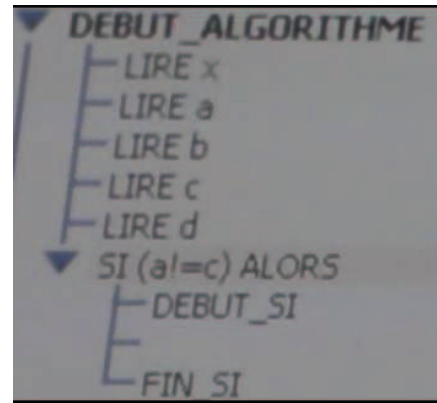 DEBUT_ALGORITHME
LIRE x
LIRE a
LIRE b
LIRE c
LIRE d
SI (a!=c) ALORS
DEBUT_SI
FIN_SI